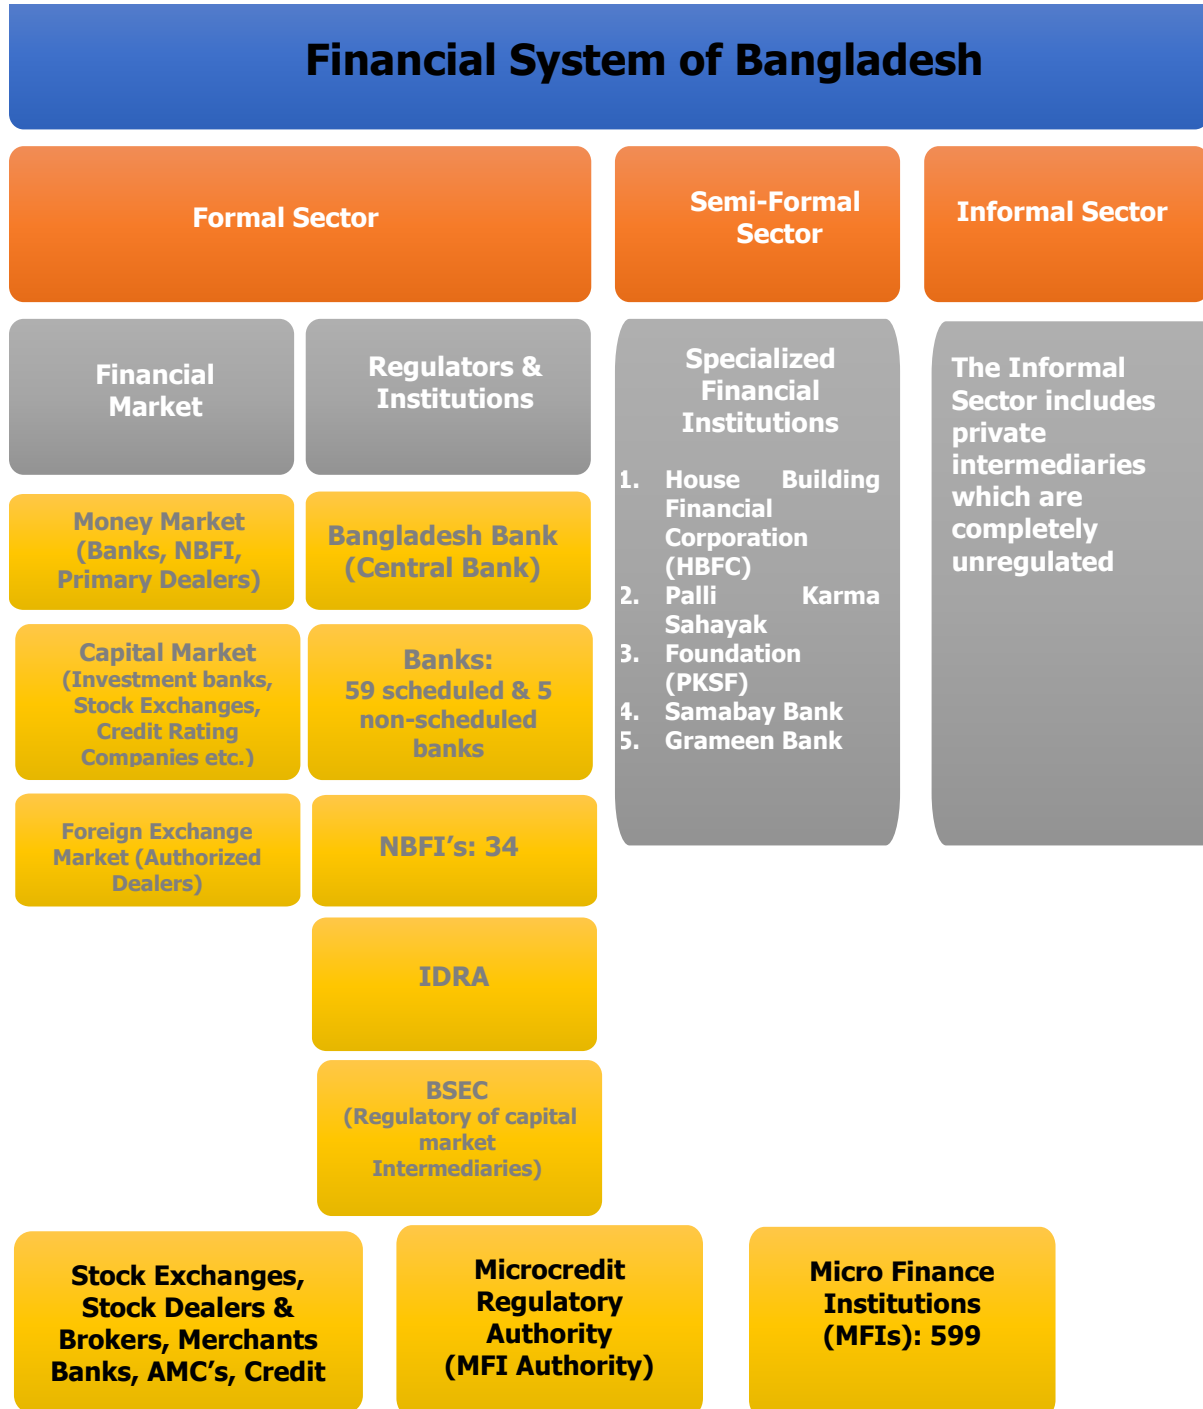 Financial System of Bangladesh
Formal Sector
Semi-Formal
Sector
Informal Sector
Financial
Market
Regulators &
Institutions
Specialized
Financial
Institutions
1. House Building
Financial
Corporation
(HBFC)
2. Palli Karma
Sahayak
3. Foundation
(PKSF)
4. Samabay Bank
5. Grameen Bank
The Informal
Sector includes
private
intermediaries
which are
completely
unregulated
Money Market
(Banks, NBFI,
Primary Dealers)
Bangladesh Bank
(Central Bank)
Capital Market
(Investment banks,
Stock Exchanges,
Credit Rating
Companies etc.)
Banks:
59 scheduled & 5
non-scheduled
banks
Foreign Exchange
Market (Authorized
Dealers)
NBFI’s: 34
IDRA
BSEC
(Regulatory of capital
market
Intermediaries)
Stock Exchanges,
Stock Dealers &
Brokers, Merchants
Banks, AMC’s, Credit
Microcredit
Regulatory
Authority
(MFI Authority)
Micro Finance
Institutions
(MFIs): 599